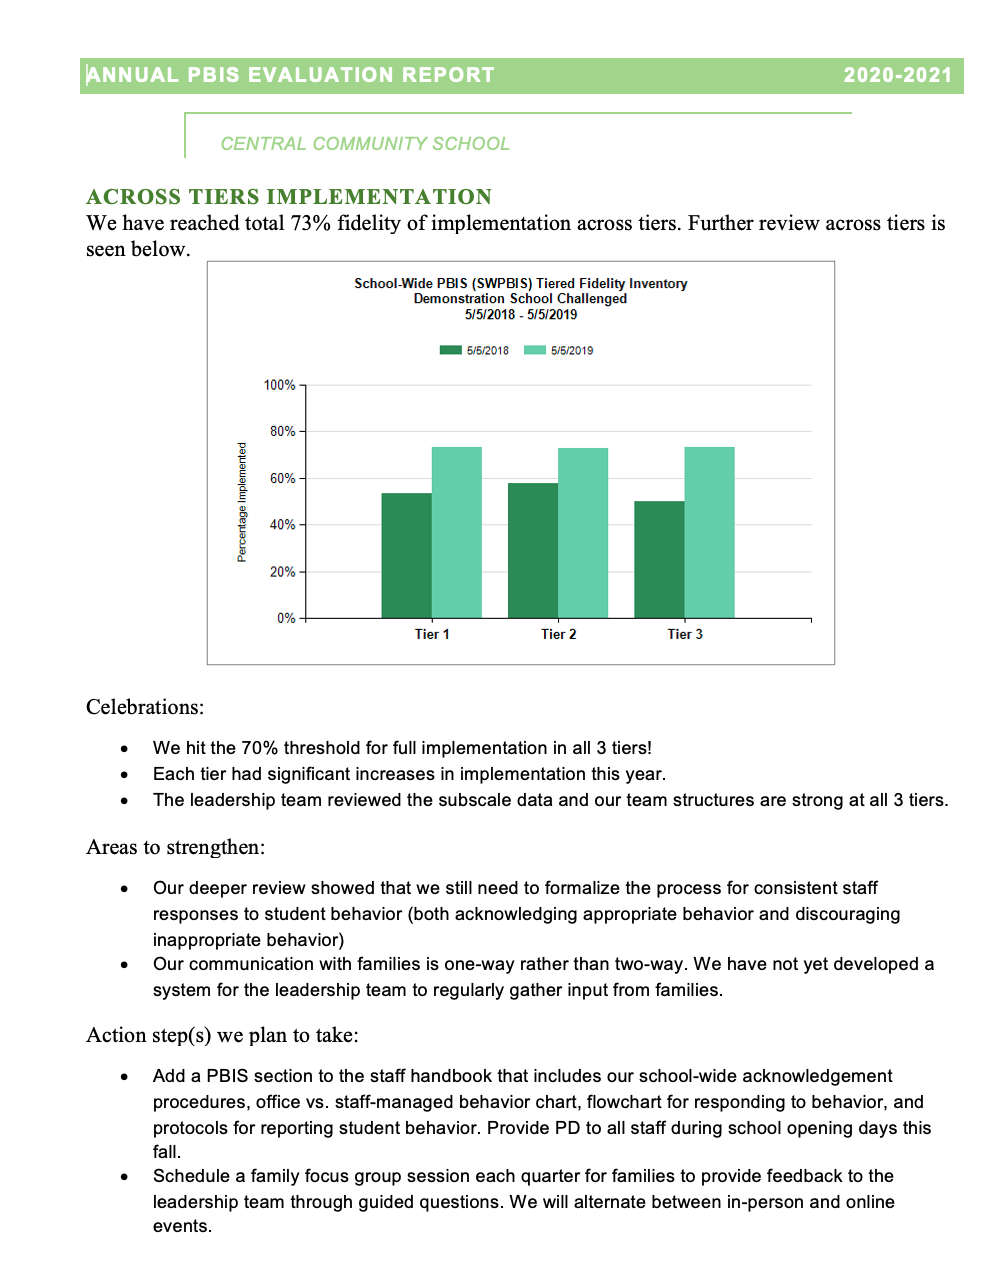 ANNUAL PBIS EVALUATION REPORT 2020-2021
CENTRAL COMMUNITY SCHOOL
ACROSS TIERS IMPLEMENTATION
We have reached total 73% fidelity of implementation across tiers. Further review across tiers is
seen below.
School-Wide PBIS (SWPBIS) Tiered Fidelity Inventory
Demonstration School Challenged
5/5/2018 - 5/5/2019
5/5/2018 5/5/2019
100%
80%
60%
40%
20%
0%
Percentage Implemented
Tier 1 Tier 2 Tier 3
Celebrations:
• We hit the 70% threshold for full implementation in all 3 tiers!
• Each tier had significant increases in implementation this year.
• The leadership team reviewed the subscale data and our team structures are strong at all 3 tiers.
Areas to strengthen:
• Our deeper review showed that we still need to formalize the process for consistent staff
responses to student behavior (both acknowledging appropriate behavior and discouraging
inappropriate behavior)
• Our communication with families is one-way rather than two-way. We have not yet developed a
system for the leadership team to regularly gather input from families.
Action step(s) we plan to take:
• Add a PBIS section to the staff handbook that includes our school-wide acknowledgement
procedures, office vs. staff-managed behavior chart, flowchart for responding to behavior, and
protocols for reporting student behavior. Provide PD to all staff during school opening days this
fall.
• Schedule a family focus group session each quarter for families to provide feedback to the
leadership team through guided questions. We will alternate between in-person and online
events.